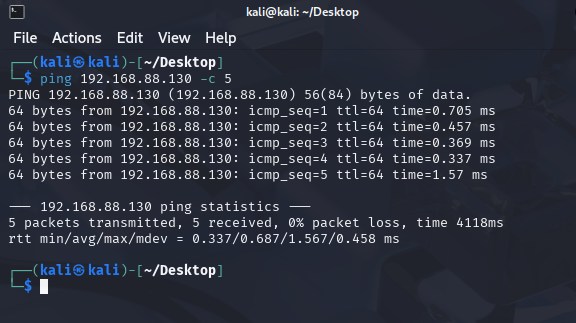 kali@kali: ~/Desktop
File Actions Edit View Help
┌──(kali㉿kali)-[~/Desktop]
└─$ ping 192.168.88.130 -c 5
PING 192.168.88.130 (192.168.88.130) 56(84) bytes of data.
64 bytes from 192.168.88.130: icmp_seq=1 ttl=64 time=0.705 ms
64 bytes from 192.168.88.130: icmp_seq=2 ttl=64 time=0.457 ms
64 bytes from 192.168.88.130: icmp_seq=3 ttl=64 time=0.369 ms
64 bytes from 192.168.88.130: icmp_seq=4 ttl=64 time=0.337 ms
64 bytes from 192.168.88.130: icmp_seq=5 ttl=64 time=1.57 ms
--- 192.168.88.130 ping statistics ---
5 packets transmitted, 5 received, 0% packet loss, time 4118ms
rtt min/avg/max/mdev = 0.337/0.687/1.567/0.458 ms
┌──(kali㉿kali)-[~/Desktop]
└─$